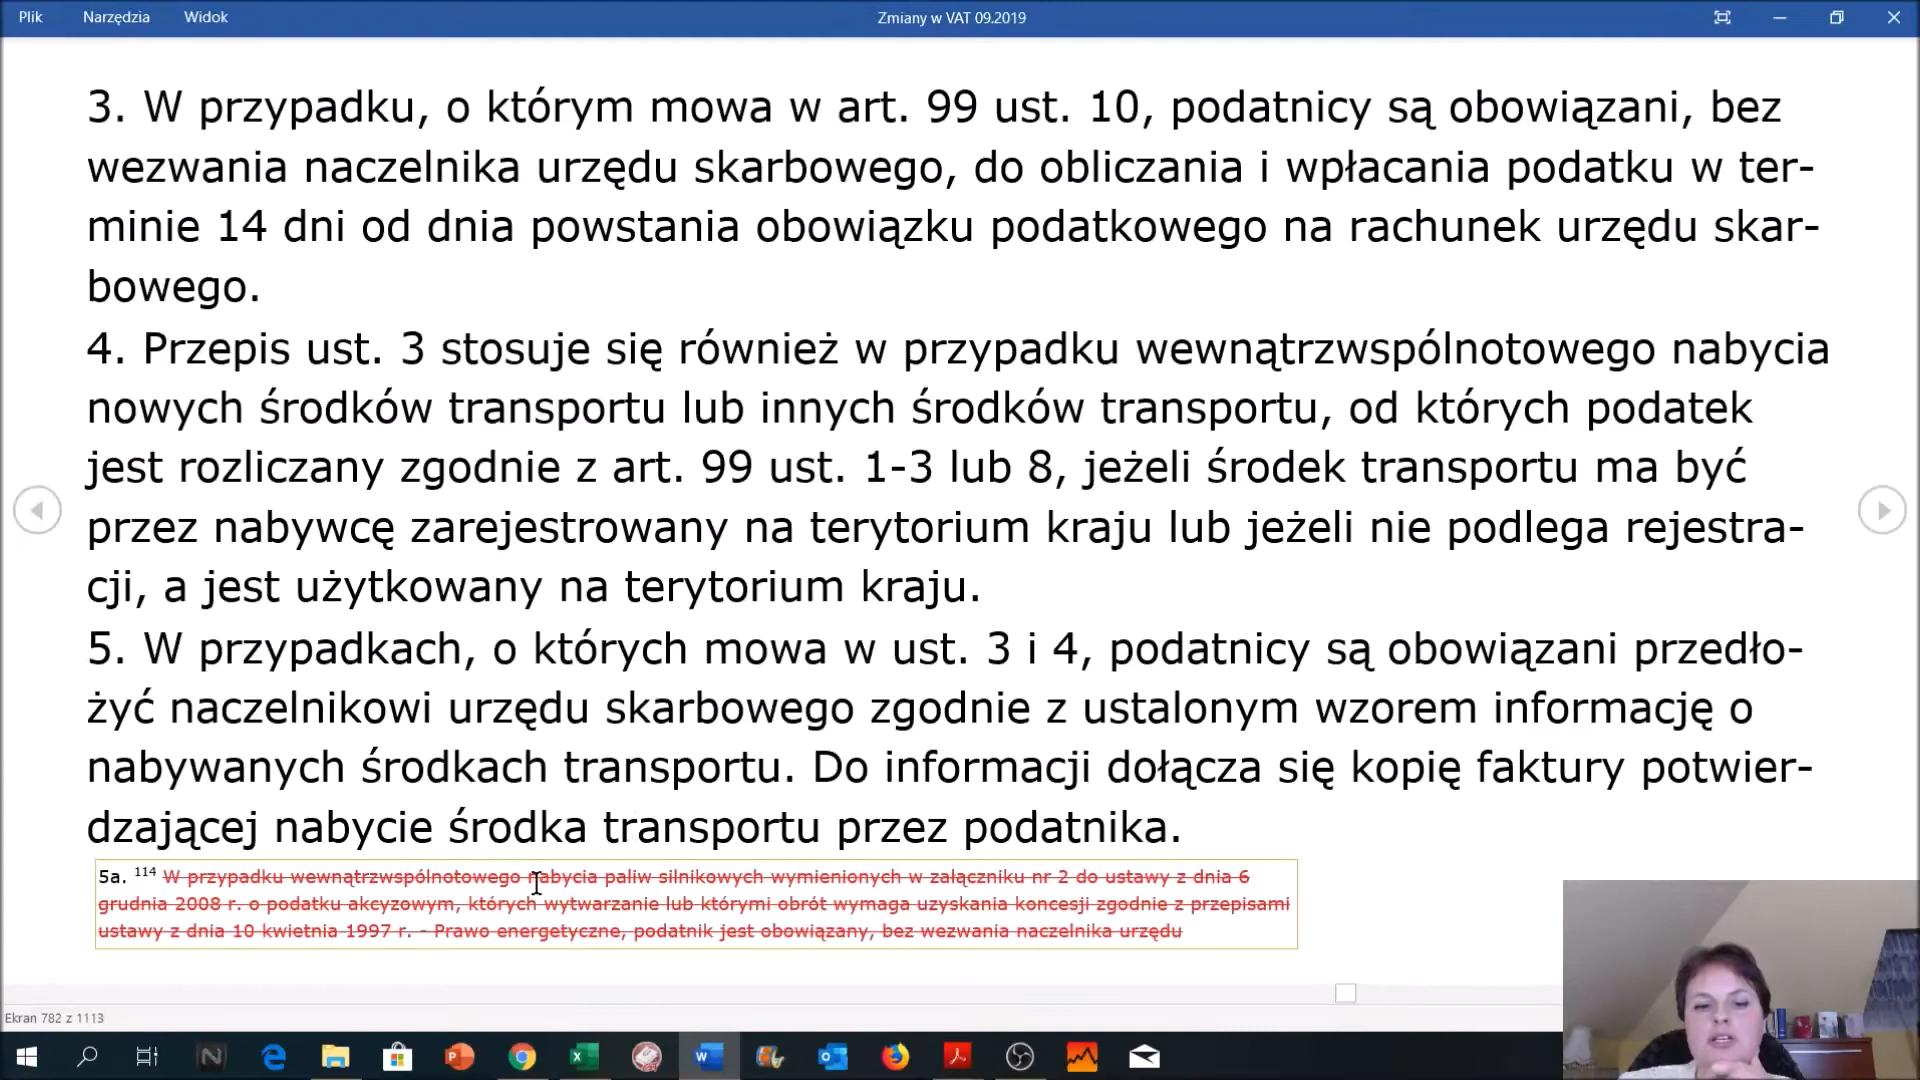 Plik Narzędzia Widok Zmiany w VAT 09.2019
3. W przypadku, o którym mowa w art. 99 ust. 10, podatnicy są obowiązani, bez
wezwania naczelnika urzędu skarbowego, do obliczania i wpłacania podatku w ter-
minie 14 dni od dnia powstania obowiązku podatkowego na rachunek urzędu skar-
bowego.
4. Przepis ust. 3 stosuje się również w przypadku wewnątrzwspólnotowego nabycia
nowych środków transportu lub innych środków transportu, od których podatek
jest rozliczany zgodnie z art. 99 ust. 1-3 lub 8, jeżeli środek transportu ma być
przez nabywcę zarejestrowany na terytorium kraju lub jeżeli nie podlega rejestra-
cji, a jest użytkowany na terytorium kraju.
5. W przypadkach, o których mowa w ust. 3 i 4, podatnicy są obowiązani przedło-
żyć naczelnikowi urzędu skarbowego zgodnie z ustalonym wzorem informację o
nabywanych środkach transportu. Do informacji dołącza się kopię faktury potwier-
dzającej nabycie środka transportu przez podatnika.
5a. 114 W przypadku wewnątrzwspólnotowego nabycia paliw silnikowych wymienionych w załączniku nr 2 do ustawy z dnia 6
grudnia 2008 r. o podatku akcyzowym, których wytwarzanie lub którymi obrót wymaga uzyskania koncesji zgodnie z przepisami
ustawy z dnia 10 kwietnia 1997 r. - Prawo energetyczne, podatnik jest obowiązany, bez wezwania naczelnika urzędu
Ekran 782 z 1113